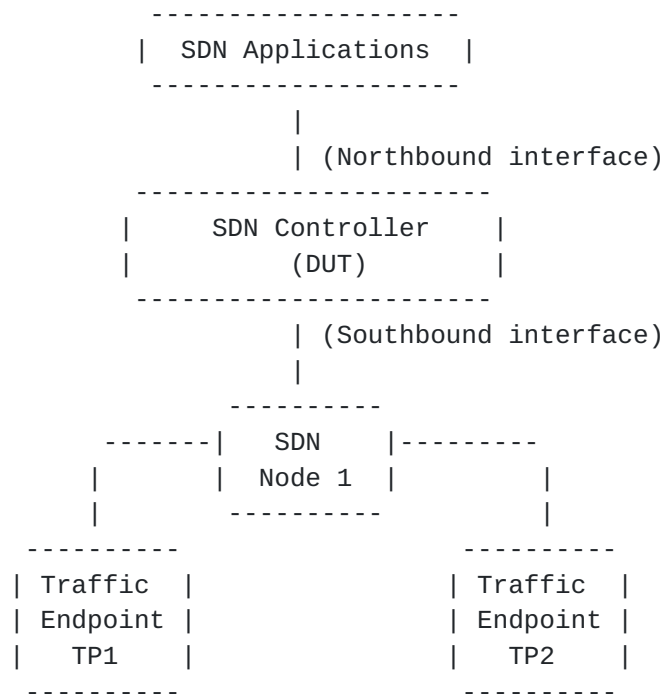 SDN Applications
(Northbound interface)
SDN Controller
(DUT)
(Southbound interface)
SDN
Node 1
Traffic
Endpoint
TP1
Traffic
Endpoint
TP2